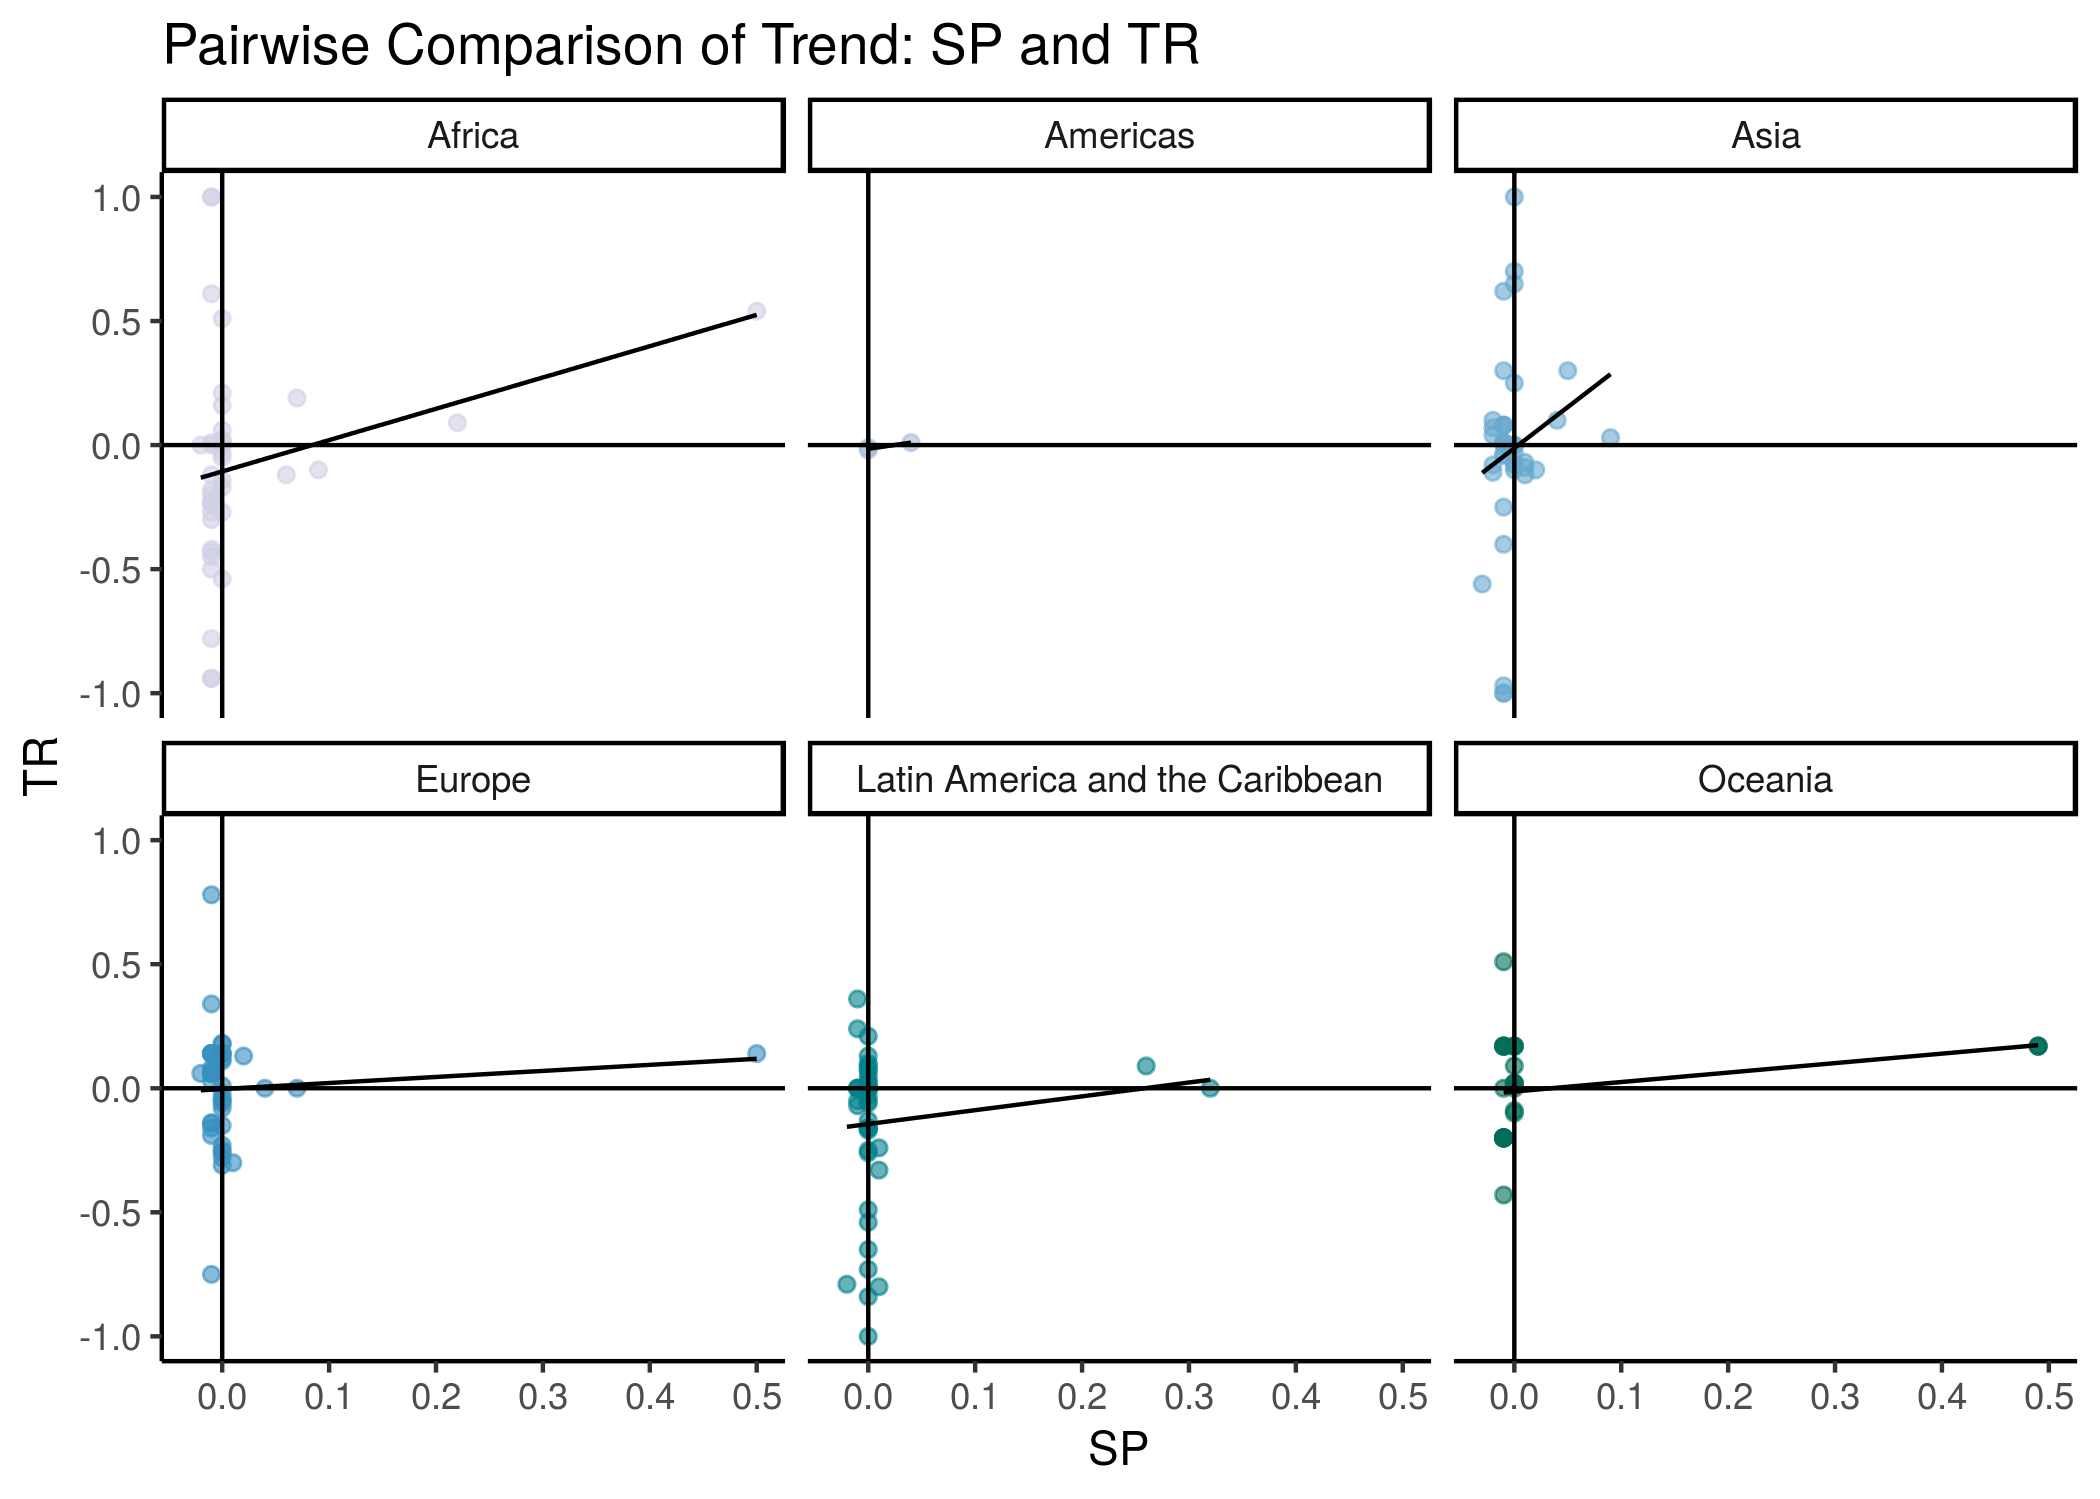 Pairwise Comparison of Trend: SP and TR
Africa
Americas
Asia
1.0
0.5
0.0
-0.5
-1.0
TR
Europe
Latin America and the Caribbean
Oceania
1.0
0.5
0.0
-0.5
-1.0
0.0 0.1 0.2 0.3 0.4 0.5
0.0 0.1 0.2 0.3 0.4 0.5
0.0 0.1 0.2 0.3 0.4 0.5
SP